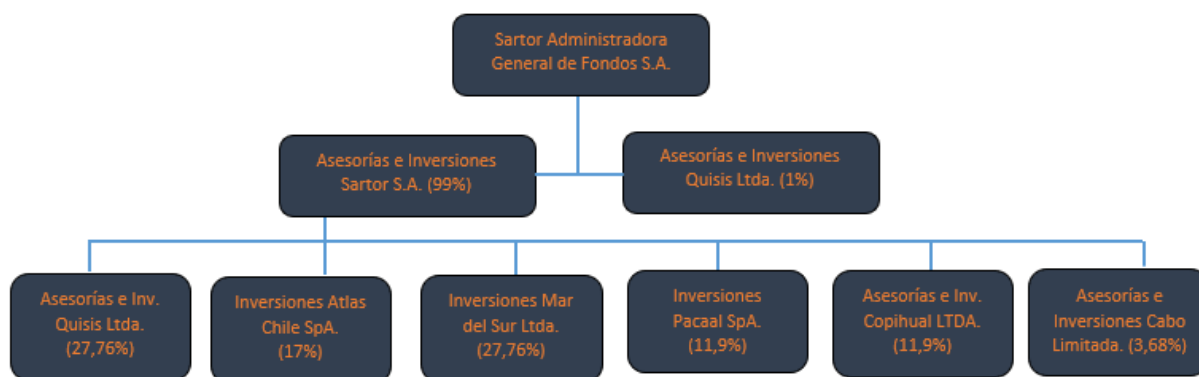 Sartor Administradora
General de Fondos S.A.
Asesorías e Inversiones
Sartor S.A. (99%)
Asesorías e Inversiones
Quisis Ltda. (1%)
Asesorías e Inv.
Quisis Ltda.
(27,76%)
Inversiones Atlas
Chile SpA.
(17%)
Inversiones Mar
del Sur Ltda.
(27,76%)
Inversiones
Pacaal SpA.
(11,9%)
Asesorías e Inv.
Copihual LTDA.
(11,9%)
Asesorías e
Inversiones Cabo
Limitada. (3,68%)